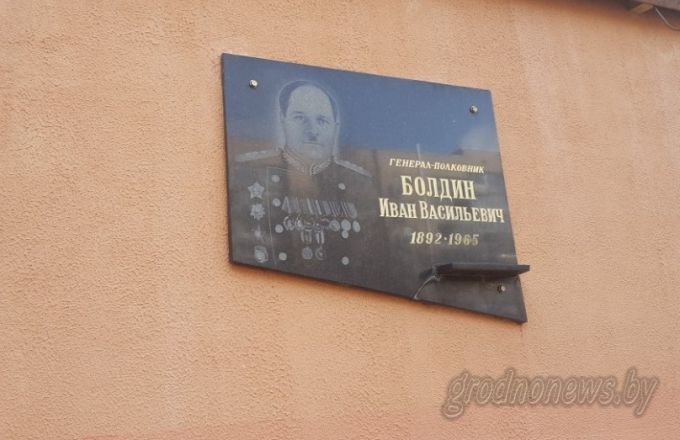 ГЕНЕРАЛ-ПОЛКОВНИК
БОЛДИН
ИВАН ВАСИЛЬЕВИЧ
1892-1965
grodnonews.by